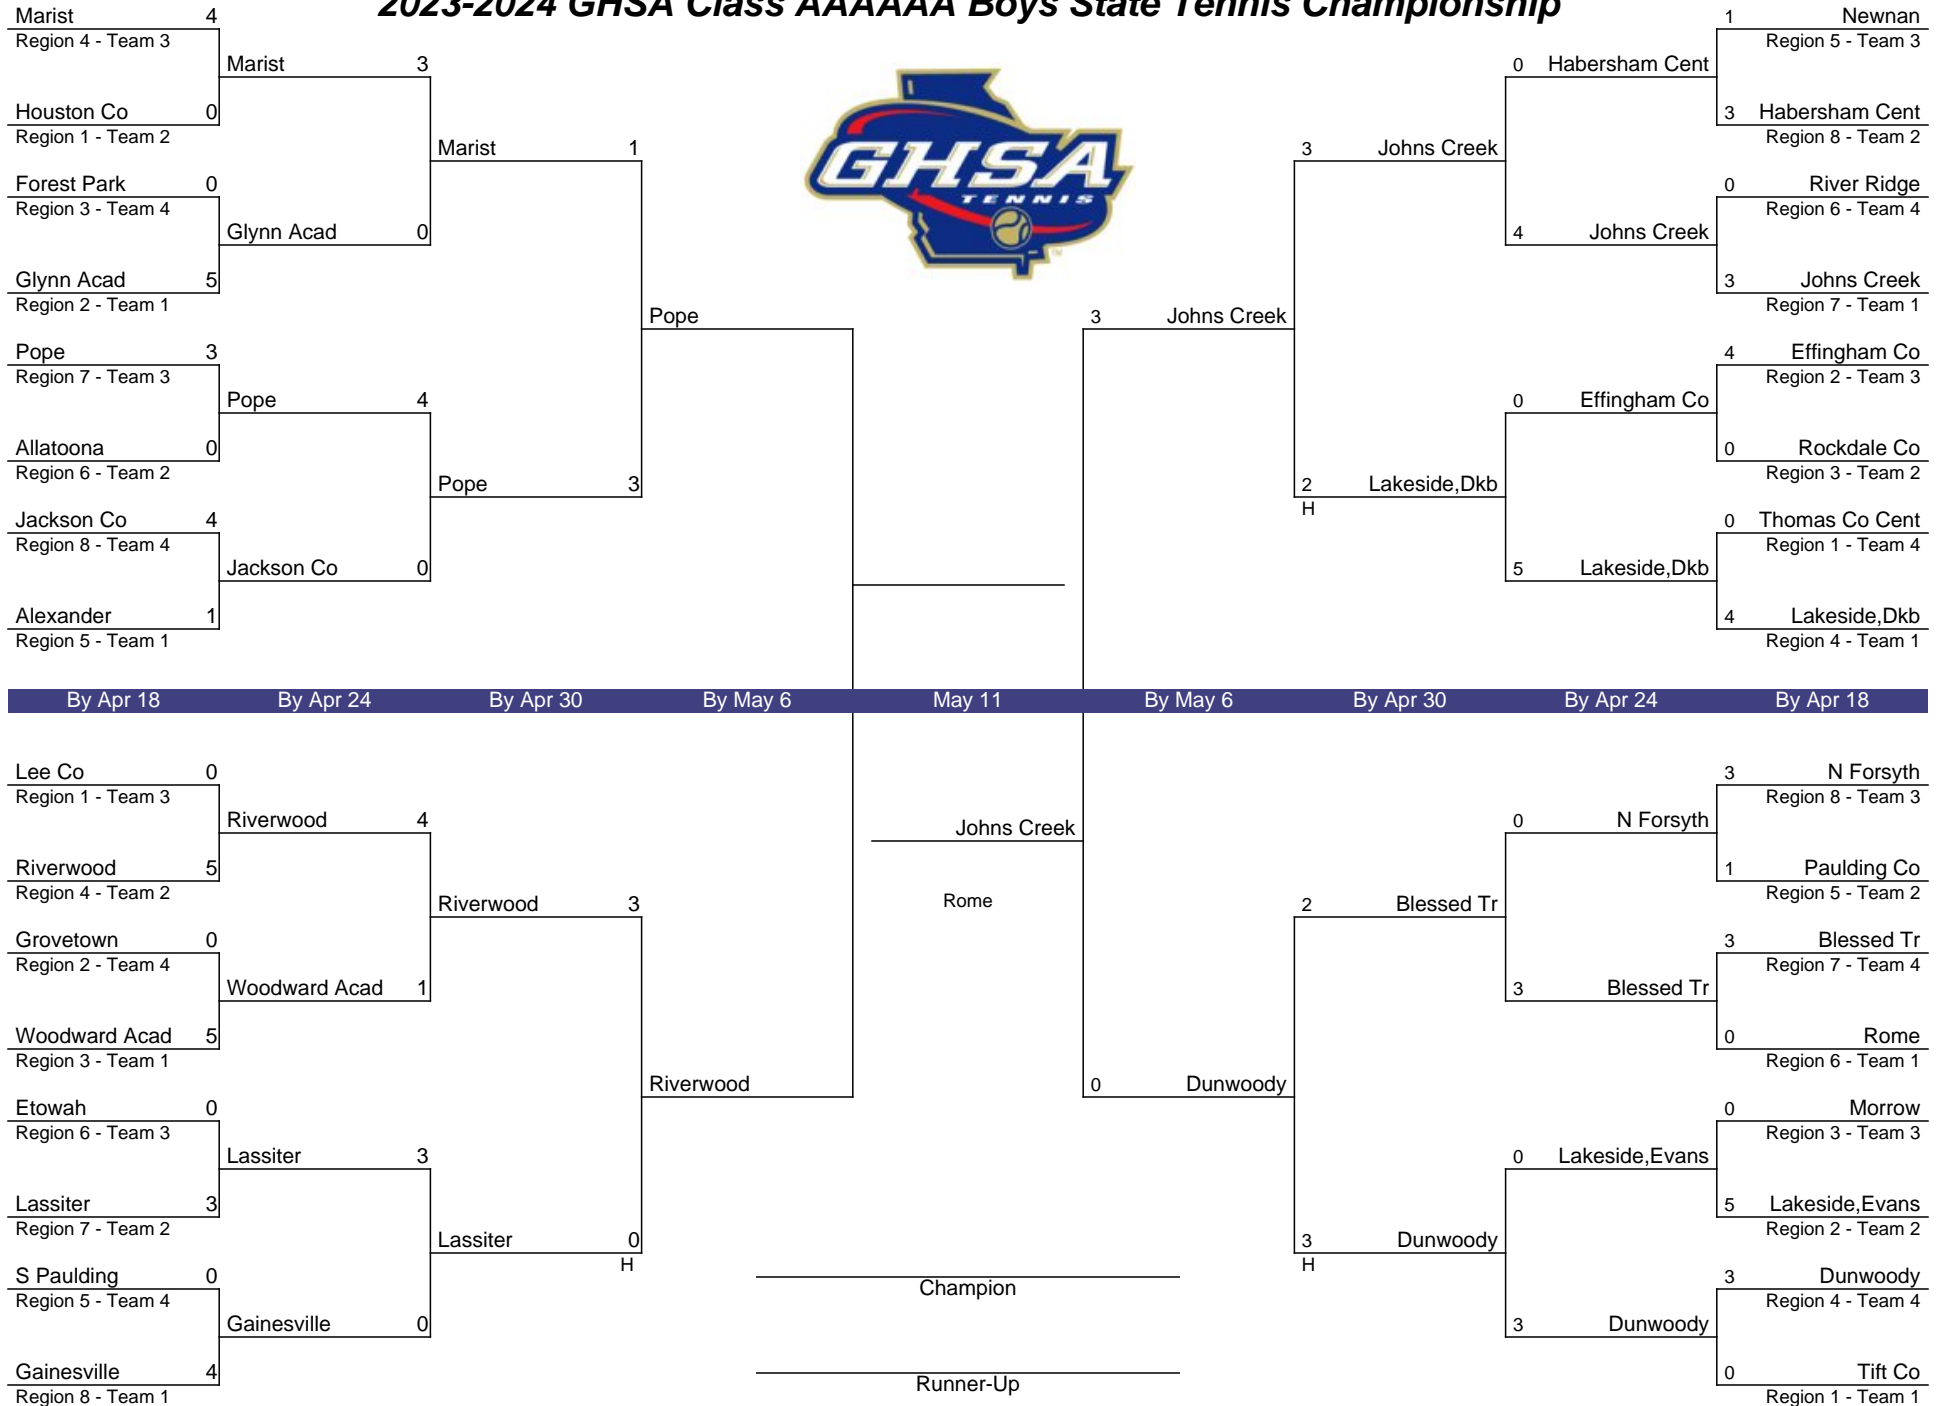 2023-2024 GHSA Class AAAAAA Boys State Tennis Championship
GHSA
TENNIS
TM
Marist 4
Region 4 - Team 3
Houston Co 0
Region 1 - Team 2
Forest Park 0
Region 3 - Team 4
Glynn Acad 5
Region 2 - Team 1
Pope 3
Region 7 - Team 3
Allatoona 0
Region 6 - Team 2
Jackson Co 4
Region 8 - Team 4
Alexander 1
Region 5 - Team 1
Marist 3
Glynn Acad 0
Pope 4
Jackson Co 0
Marist 1
Pope 3
Pope
3 Johns Creek
3 Johns Creek
2 Lakeside,Dkb
H
0 Habersham Cent
4 Johns Creek
0 Effingham Co
5 Lakeside,Dkb
1 Newnan
Region 5 - Team 3
3 Habersham Cent
Region 8 - Team 2
0 River Ridge
Region 6 - Team 4
3 Johns Creek
Region 7 - Team 1
4 Effingham Co
Region 2 - Team 3
0 Rockdale Co
Region 3 - Team 2
0 Thomas Co Cent
Region 1 - Team 4
4 Lakeside,Dkb
Region 4 - Team 1
By Apr 18 By Apr 24 By Apr 30 By May 6 May 11 By May 6 By Apr 30 By Apr 24 By Apr 18
Lee Co 0
Region 1 - Team 3
Riverwood 5
Region 4 - Team 2
Grovetown 0
Region 2 - Team 4
Woodward Acad 5
Region 3 - Team 1
Etowah 0
Region 6 - Team 3
Lassiter 3
Region 7 - Team 2
S Paulding 0
Region 5 - Team 4
Gainesville 4
Region 8 - Team 1
Riverwood 4
Woodward Acad 1
Lassiter 3
Gainesville 0
Riverwood 3
Lassiter 0
H
Riverwood
Johns Creek
Rome
Champion
Runner-Up
0 Dunwoody
2 Blessed Tr
3 Dunwoody
H
0 N Forsyth
3 Blessed Tr
0 Lakeside,Evans
3 Dunwoody
3 N Forsyth
Region 8 - Team 3
1 Paulding Co
Region 5 - Team 2
3 Blessed Tr
Region 7 - Team 4
0 Rome
Region 6 - Team 1
0 Morrow
Region 3 - Team 3
5 Lakeside,Evans
Region 2 - Team 2
3 Dunwoody
Region 4 - Team 4
0 Tift Co
Region 1 - Team 1